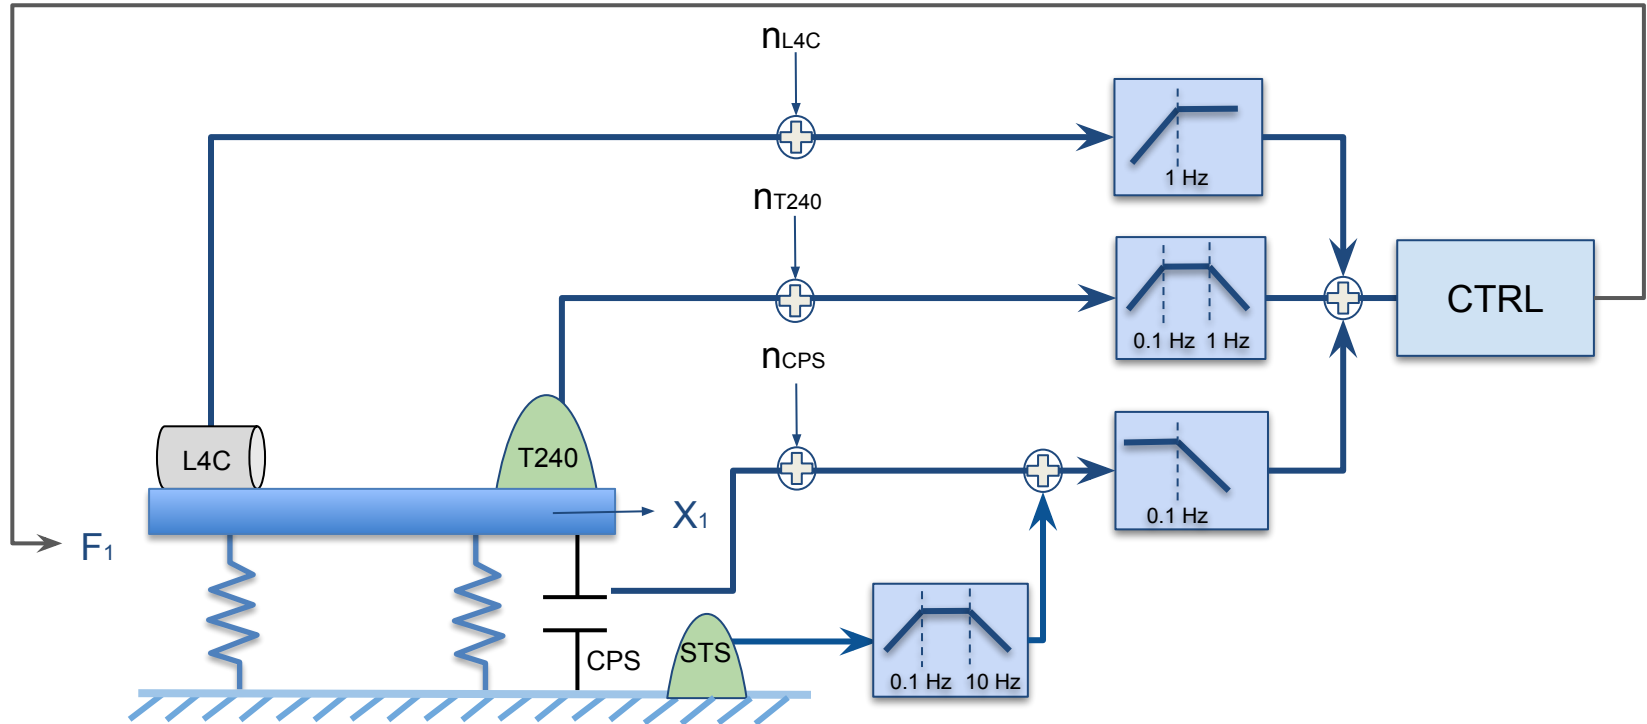 nL4C
1 Hz
nT240
0.1 Hz 1 Hz
CTRL
nCPS
0.1 Hz
L4C
T240
X1
F1
CPS
STS
0.1 Hz 10 Hz